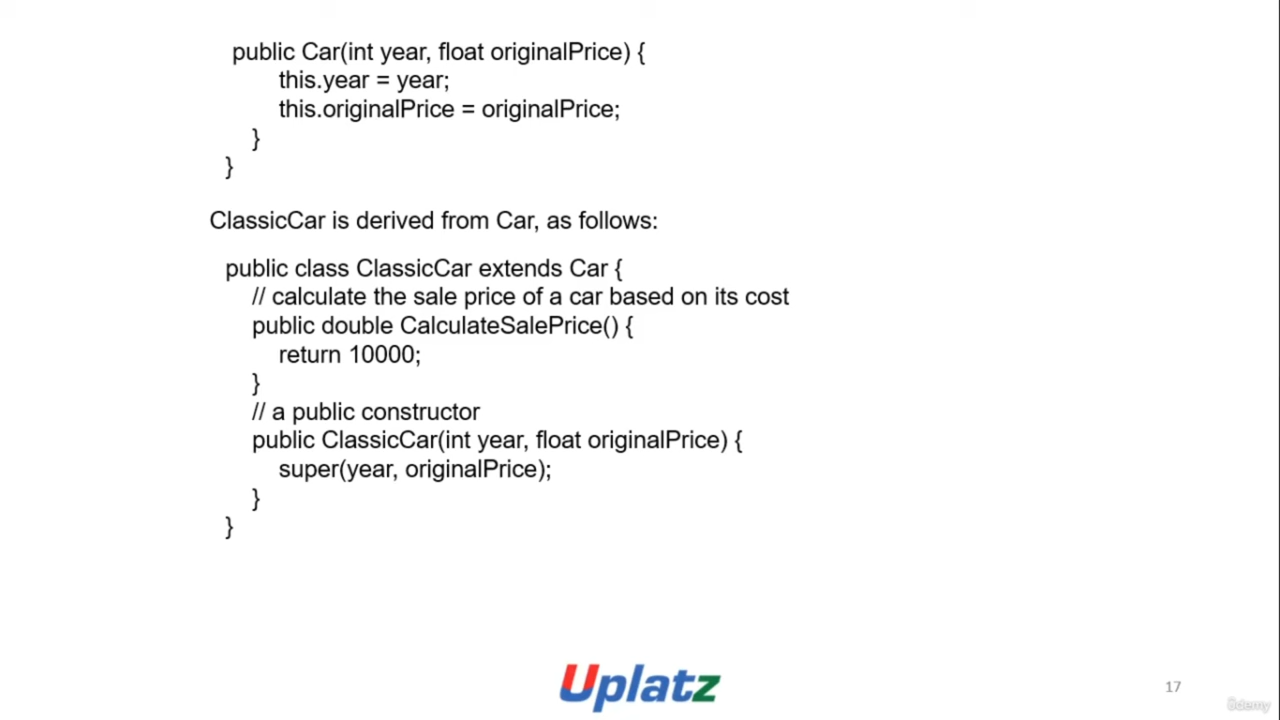 public Car(int year, float originalPrice) {
this.year = year;
this.originalPrice = originalPrice;
}
}
ClassicCar is derived from Car, as follows:
public class ClassicCar extends Car {
// calculate the sale price of a car based on its cost
public double CalculateSalePrice() {
return 10000;
}
// a public constructor
public ClassicCar(int year, float originalPrice) {
super(year, originalPrice);
}
}
Uplatz
17
ûdemy